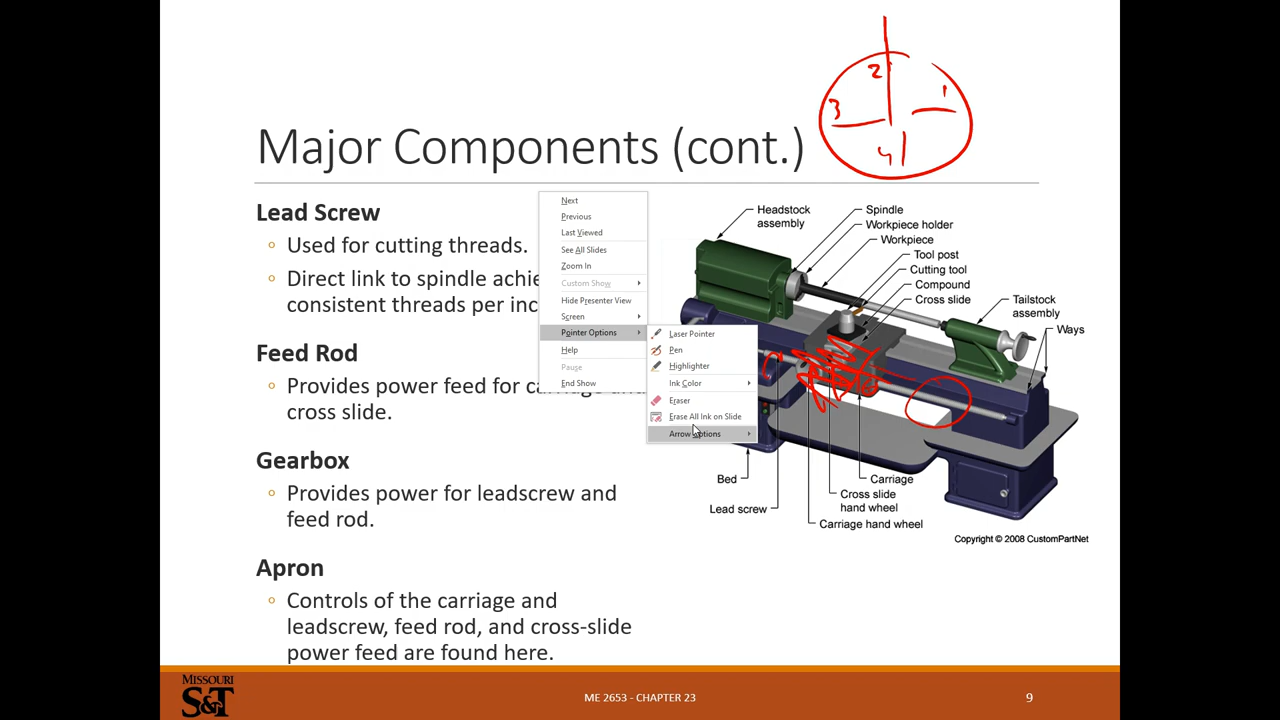 2
3
1
4
Major Components (cont.)
Lead Screw
◦ Used for cutting threads.
◦ Direct link to spindle achie
consistent threads per inc
Feed Rod
◦ Provides power feed for
cross slide.
Gearbox
◦ Provides power for leadscrew and
feed rod.
Apron
◦ Controls of the carriage and
leadscrew, feed rod, and cross-slide
power feed are found here.
Next
Previous
Last Viewed
See All Slides
Zoom In
Custom Show
Hide Presenter View
Screen
Pointer Options
Help
Pause
End Show
Laser Pointer
Pen
Highlighter
Ink Color
Eraser
Erase All Ink on Slide
Arrow Options
Headstock
assembly
Spindle
Workpiece holder
Workpiece
Tool post
Cutting tool
Compound
Cross slide
Tailstock
assembly
Ways
Bed
Lead screw
Carriage
Cross slide
hand wheel
Carriage hand wheel
Copyright © 2008 CustomPartNet
MISSOURI
S&T
ME 2653 - CHAPTER 23
9